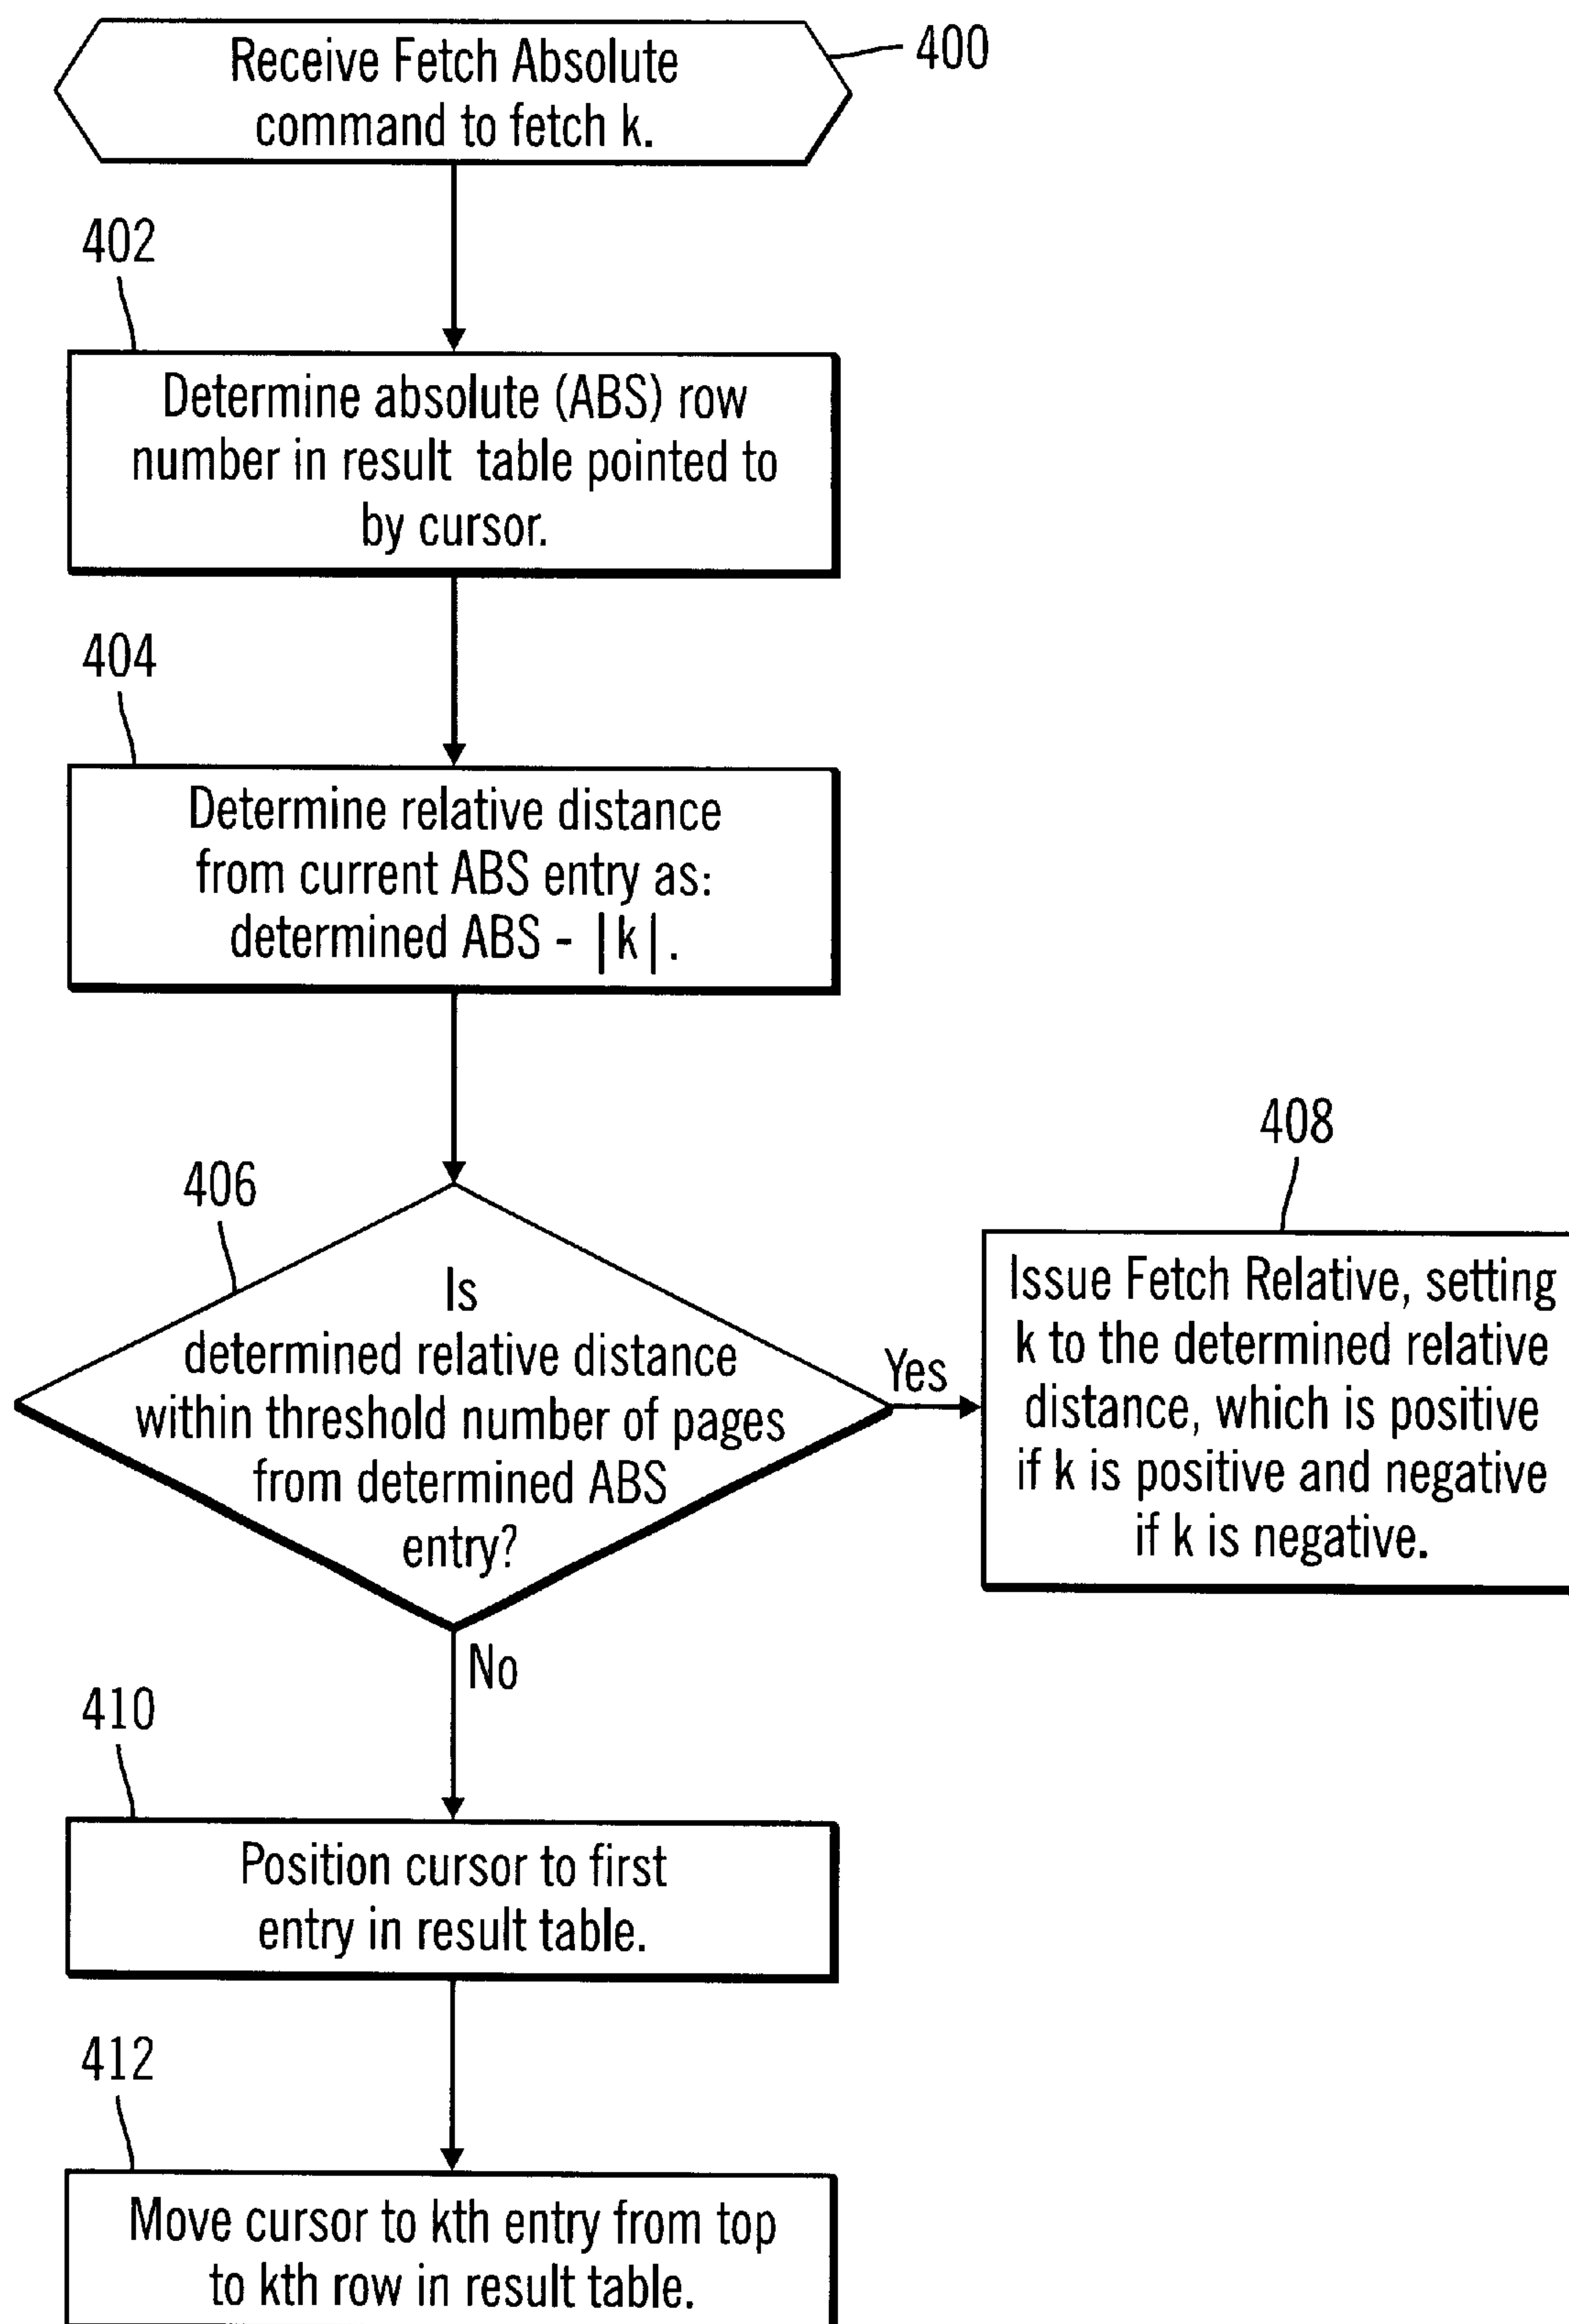 Receive Fetch Absolute
command to fetch k.
400
402
Determine absolute (ABS) row
number in result table pointed to
by cursor.
404
Determine relative distance
from current ABS entry as:
determined ABS - |k|.
406
Is
determined relative distance
within threshold number of pages
from determined ABS
entry?
Yes
408
Issue Fetch Relative, setting
k to the determined relative
distance, which is positive
if k is positive and negative
if k is negative.
No
410
Position cursor to first
entry in result table.
412
Move cursor to kth entry from top
to kth row in result table.